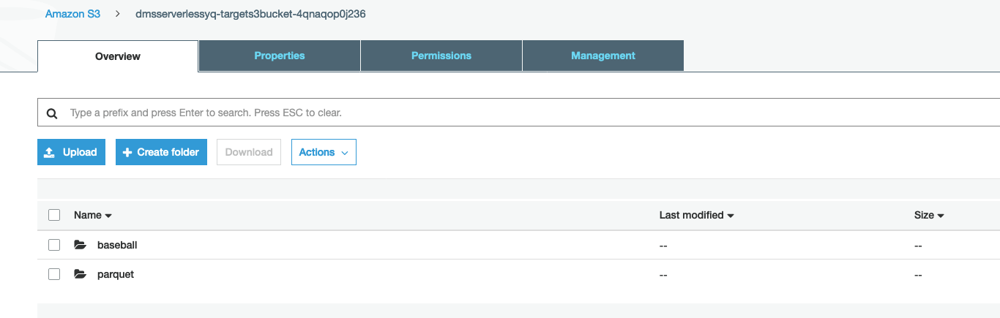 Amazon S3 > dmsserverlessyq-targets3bucket-4qnaqop0j236
Overview Properties Permissions Management
Type a prefix and press Enter to search. Press ESC to clear.
Upload + Create folder Download Actions
Name Last modified Size
baseball -- --
parquet -- --